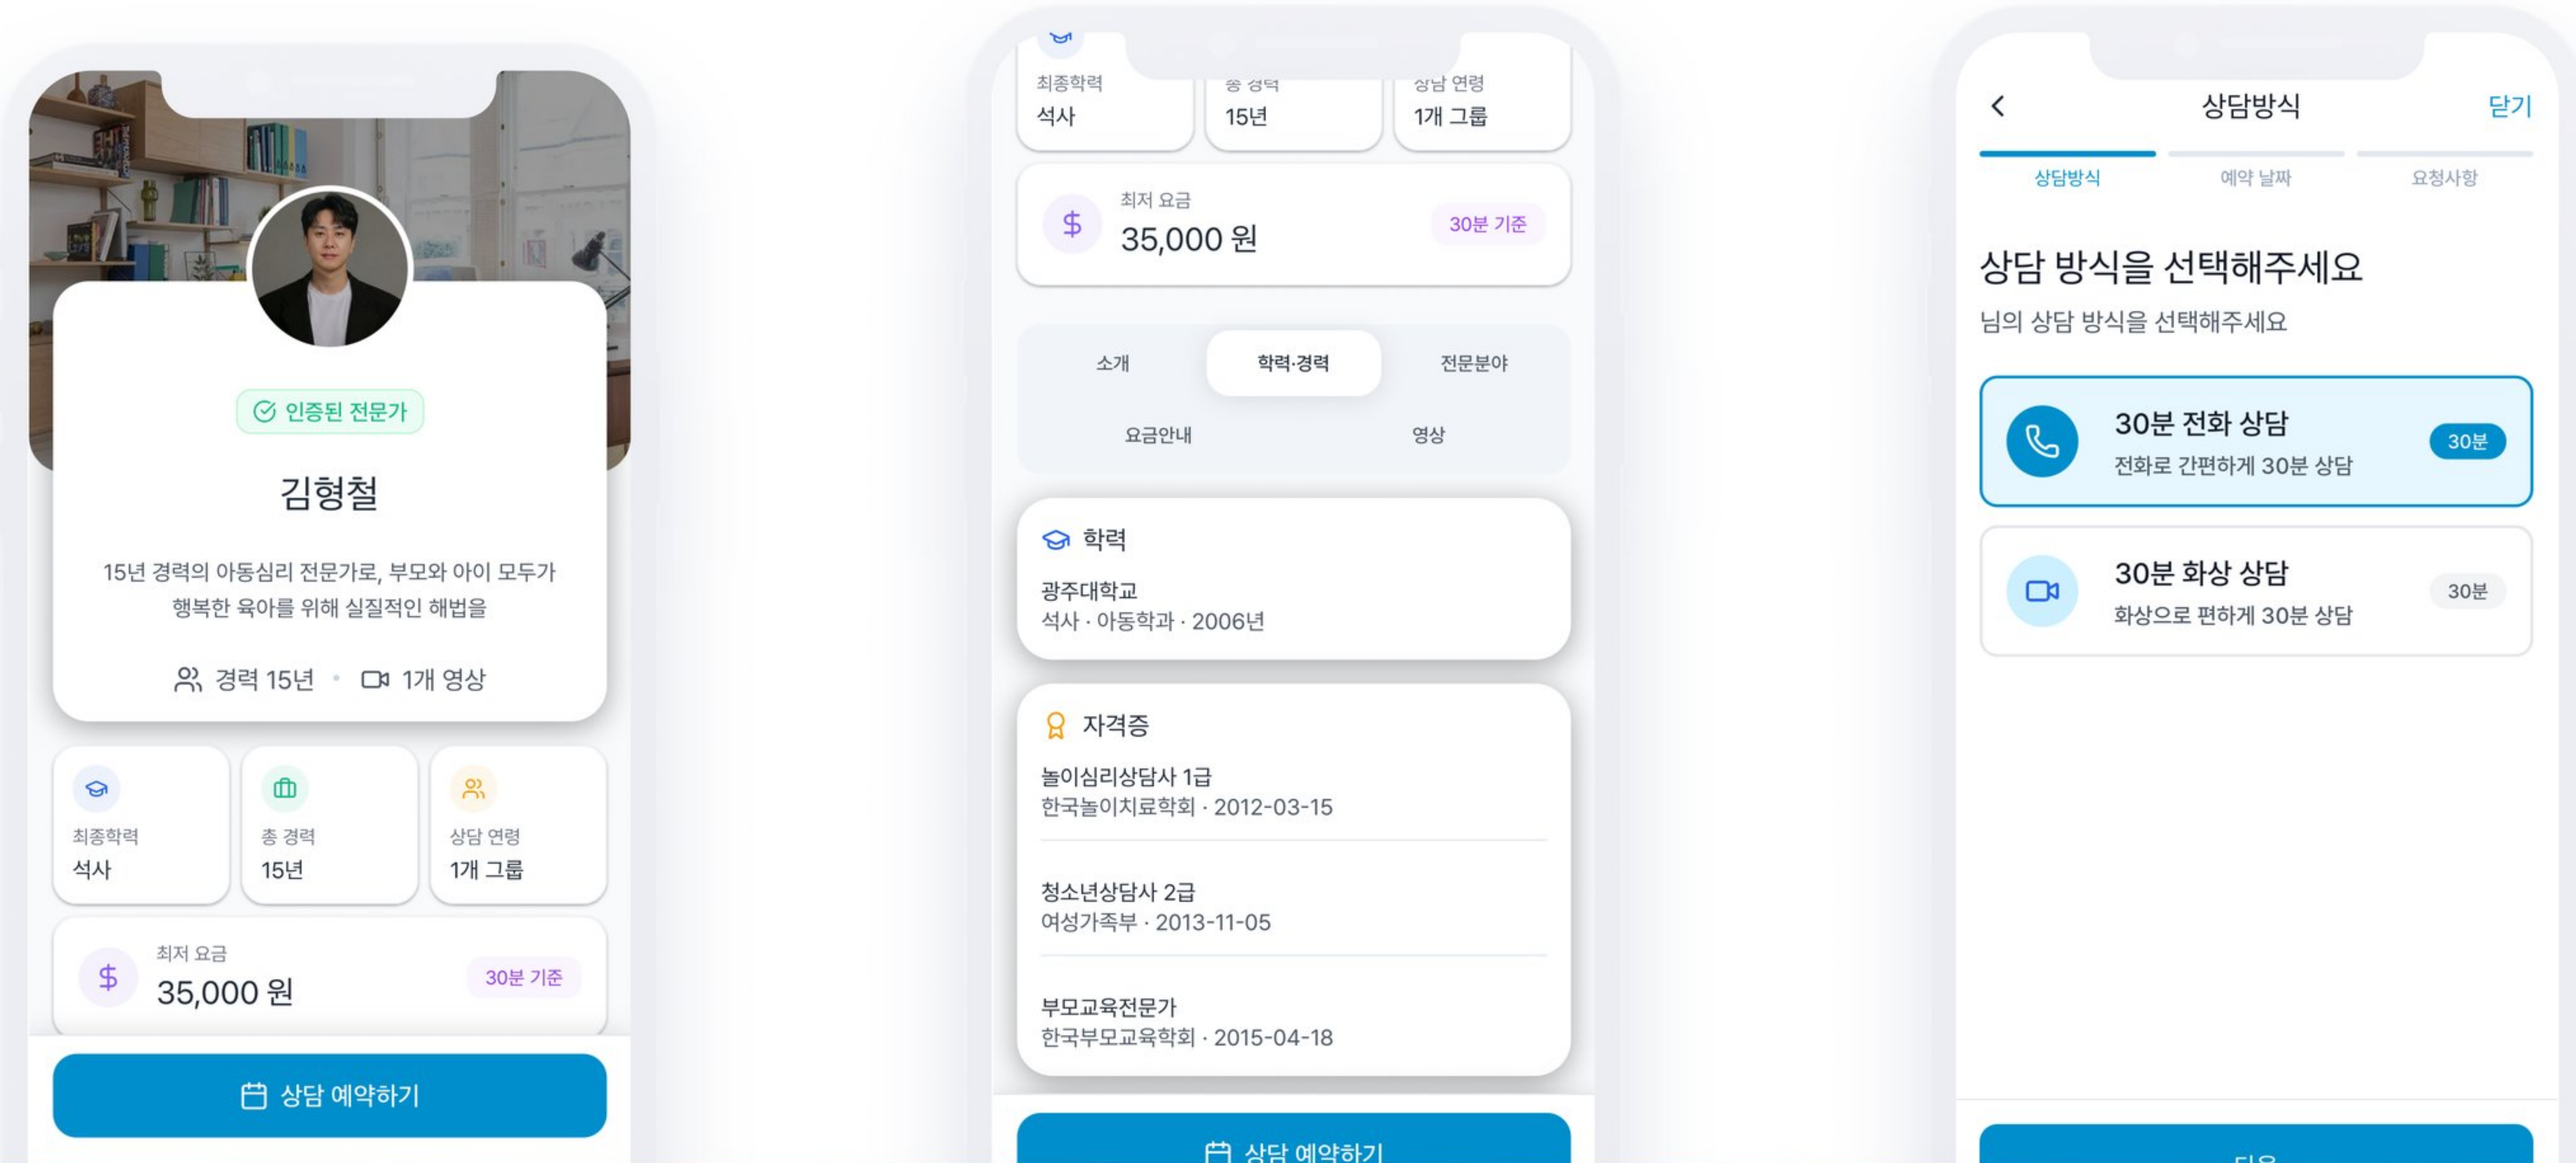 인증된 전문가
김형철
15년 경력의 아동심리 전문가로, 부모와 아이 모두가
행복한 육아를 위해 실질적인 해법을
경력 15년 • 1개 영상
최종학력
석사
총 경력
15년
상담 연령
1개 그룹
$
최저 요금
35,000 원
30분 기준
상담 예약하기
최종학력
석사
총 경력
15년
상담 연령
1개 그룹
$
최저 요금
35,000 원
30분 기준
소개
학력·경력
전문분야
요금안내
영상
학력
광주대학교
석사 · 아동학과 · 2006년
자격증
놀이심리상담사 1급
한국놀이치료학회 · 2012-03-15
청소년상담사 2급
여성가족부 · 2013-11-05
부모교육전문가
한국부모교육학회 · 2015-04-18
상담 예약하기
상담방식
닫기
상담방식
예약 날짜
요청사항
상담 방식을 선택해주세요
님의 상담 방식을 선택해주세요
30분 전화 상담
전화로 간편하게 30분 상담
30분
30분 화상 상담
화상으로 편하게 30분 상담
30분